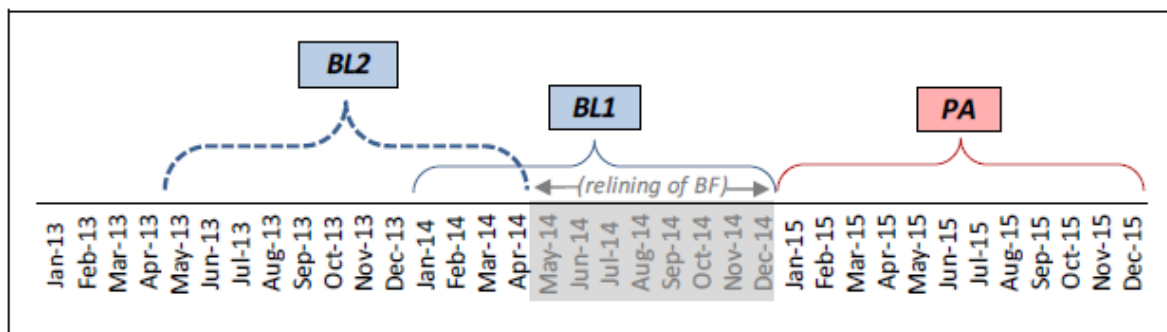 BL2
BL1
PA
(relining of BF)
Jan-13
Feb-13
Mar-13
Apr-13
May-13
Jun-13
Jul-13
Aug-13
Sep-13
Oct-13
Nov-13
Dec-13
Jan-14
Feb-14
Mar-14
Apr-14
May-14
Jun-14
Jul-14
Aug-14
Sep-14
Oct-14
Nov-14
Dec-14
Jan-15
Feb-15
Mar-15
Apr-15
May-15
Jun-15
Jul-15
Aug-15
Sep-15
Oct-15
Nov-15
Dec-15